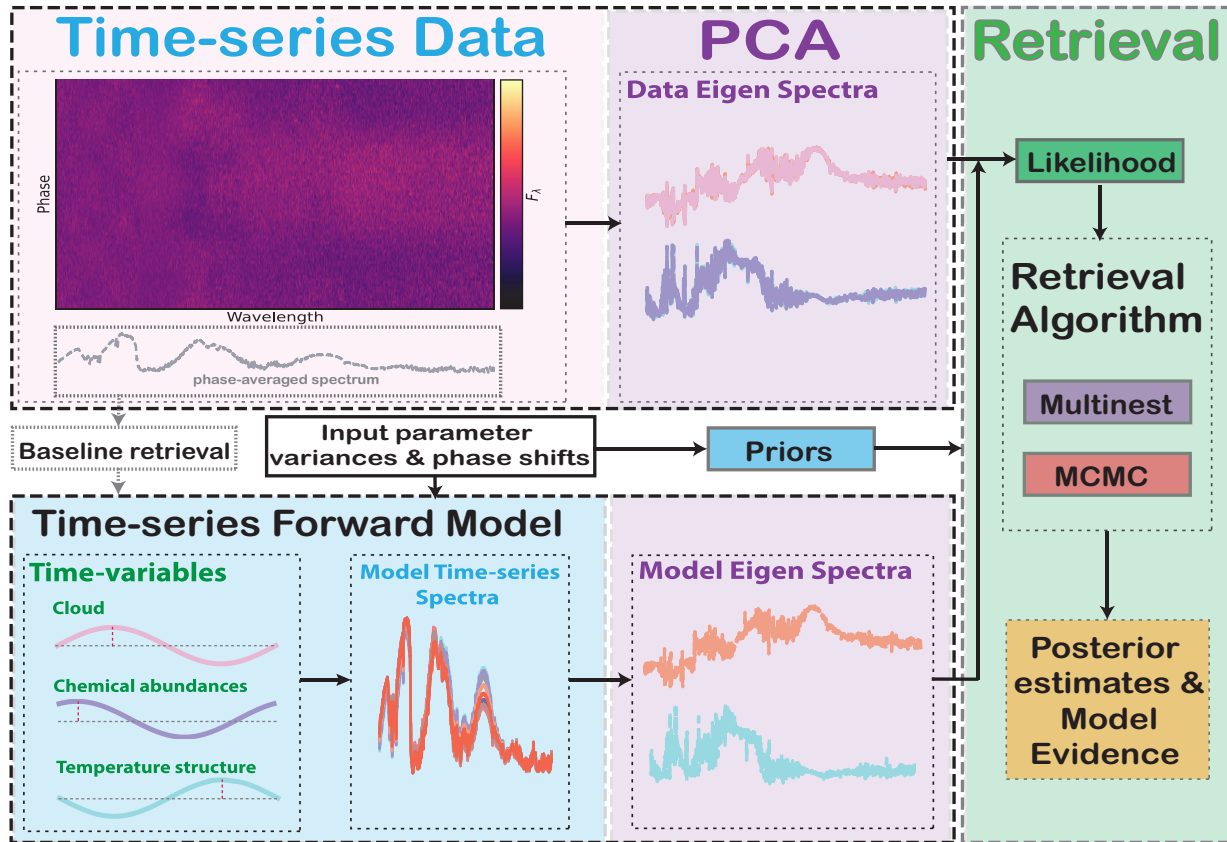 Time-series Data
PCA
Retrieval
Phase
Wavelength
F_λ
phase-averaged spectrum
Data Eigen Spectra
Likelihood
Retrieval
Algorithm
Multinest
MCMC
Baseline retrieval
Input parameter
variances & phase shifts
Priors
Time-series Forward Model
Time-variables
Cloud
Chemical abundances
Temperature structure
Model Time-series
Spectra
Model Eigen Spectra
Posterior
estimates &
Model
Evidence